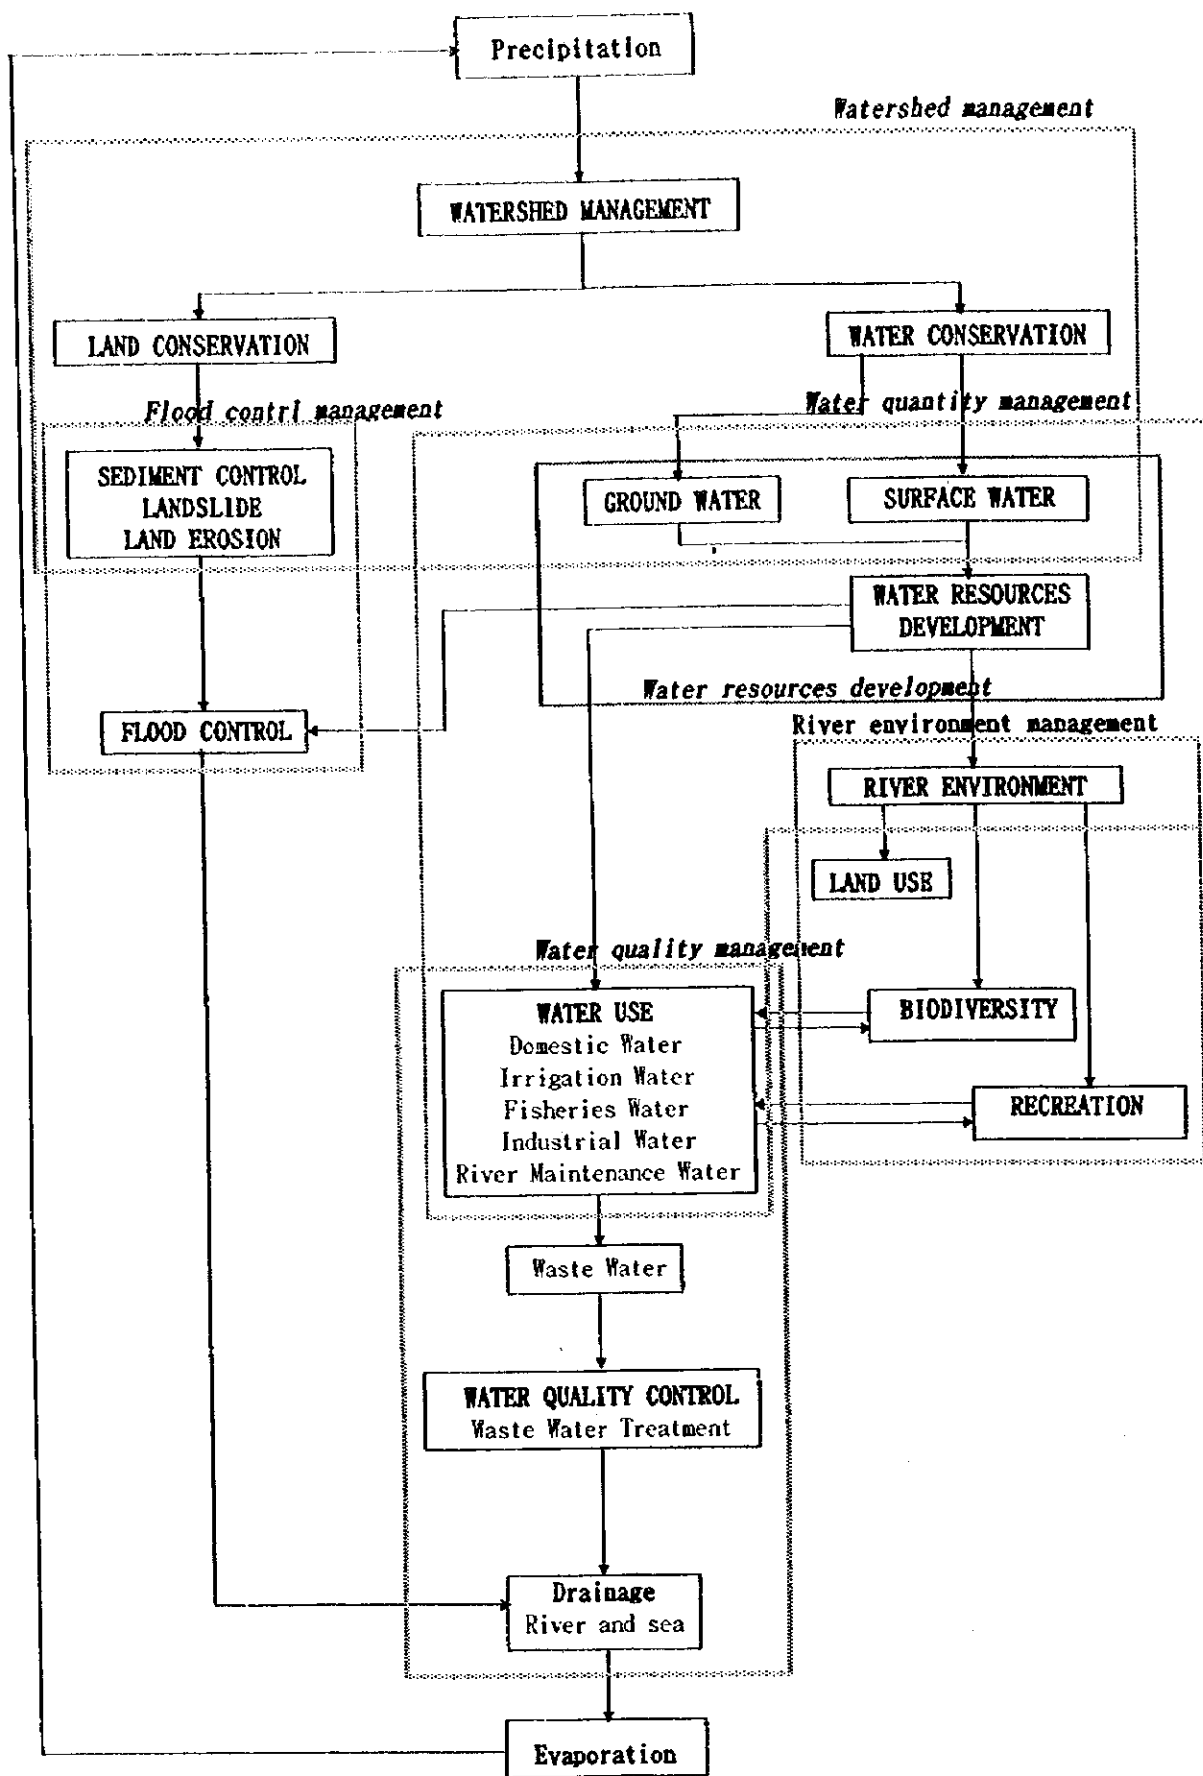 Precipitation
Watershed management
WATERSHED MANAGEMENT
LAND CONSERVATION
WATER CONSERVATION
Flood contrl management
Water quantity management
SEDIMENT CONTROL
LANDSLIDE
LAND EROSION
GROUND WATER
SURFACE WATER
WATER RESOURCES
DEVELOPMENT
Water resources development
FLOOD CONTROL
River environment management
RIVER ENVIRONMENT
LAND USE
Water quality management
WATER USE
Domestic Water
Irrigation Water
Fisheries Water
Industrial Water
River Maintenance Water
BIODIVERSITY
RECREATION
Waste Water
WATER QUALITY CONTROL
Waste Water Treatment
Drainage
River and sea
Evaporation